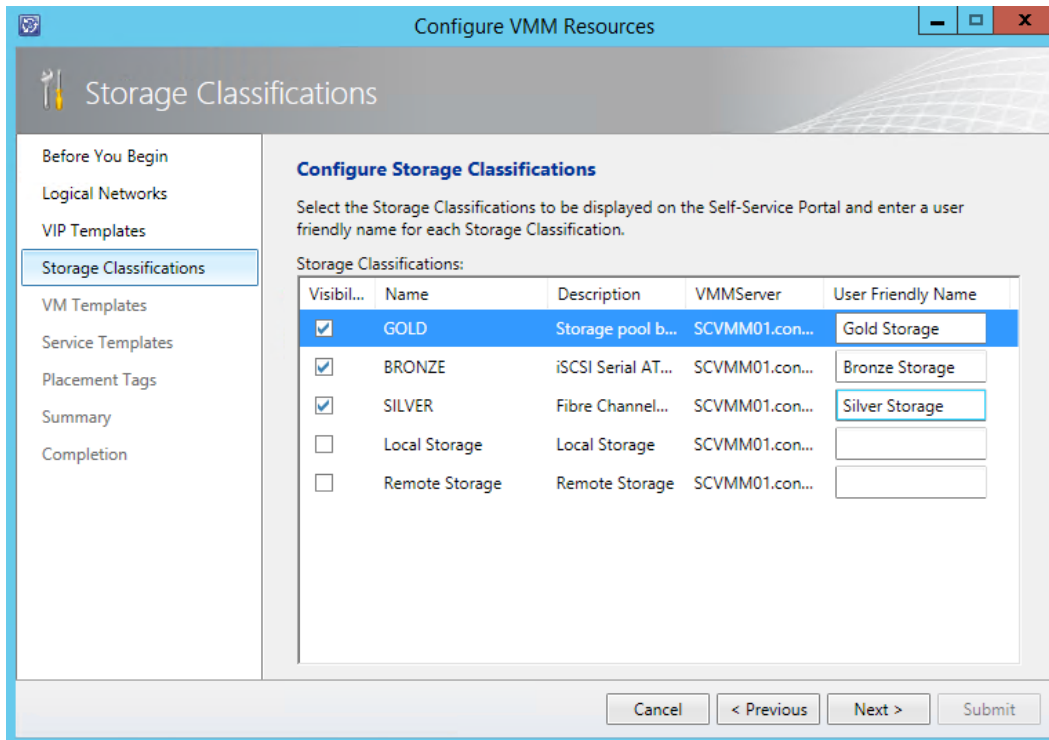 Configure VMM Resources
Storage Classifications
Before You Begin
Logical Networks
VIP Templates
Storage Classifications
VM Templates
Service Templates
Placement Tags
Summary
Completion
Configure Storage Classifications
Select the Storage Classifications to be displayed on the Self-Service Portal and enter a user
friendly name for each Storage Classification.
Storage Classifications:
Visibil... Name Description VMMServer User Friendly Name
GOLD Storage pool b... SCVMM01.con... Gold Storage
BRONZE iSCSI Serial AT... SCVMM01.con... Bronze Storage
SILVER Fibre Channel... SCVMM01.con... Silver Storage
Local Storage Local Storage SCVMM01.con...
Remote Storage Remote Storage SCVMM01.con...
Cancel < Previous Next > Submit